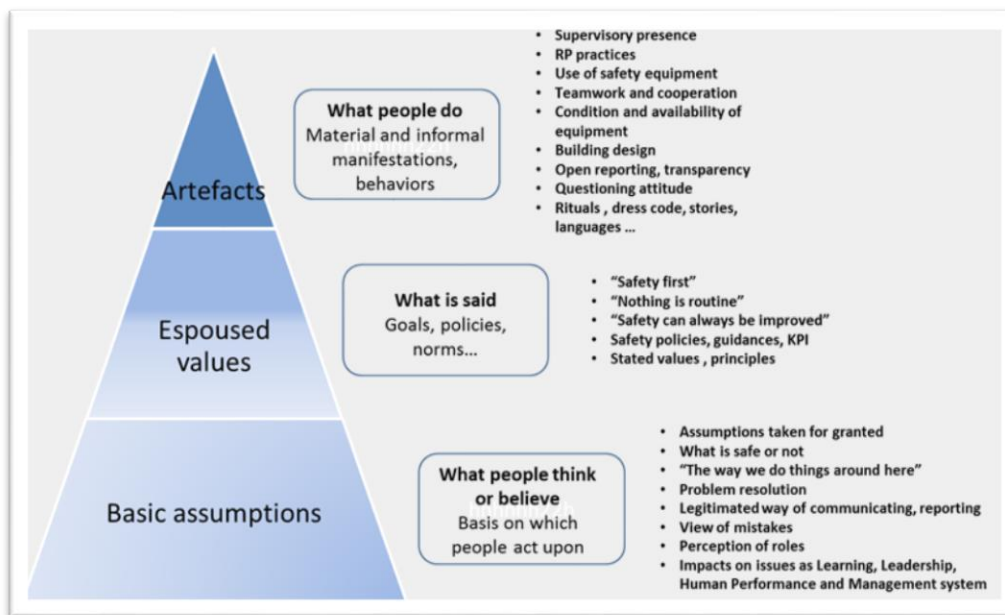 • Supervisory presence
• RP practices
• Use of safety equipment
• Teamwork and cooperation
• Condition and availability of
equipment
• Building design
• Open reporting, transparency
• Questioning attitude
• Rituals , dress code, stories,
languages ...
What people do
Material and informal
manifestations,
behaviors
Artefacts
• “Safety first”
• “Nothing is routine”
• “Safety can always be improved”
• Safety policies, guidances, KPI
• Stated values , principles
What is said
Goals, policies,
norms...
Espoused
values
• Assumptions taken for granted
• What is safe or not
• “The way we do things around here”
• Problem resolution
• Legitimated way of communicating, reporting
• View of mistakes
• Perception of roles
• Impacts on issues as Learning, Leadership,
Human Performance and Management system
What people think
or believe
Basis on which
people act upon
Basic assumptions